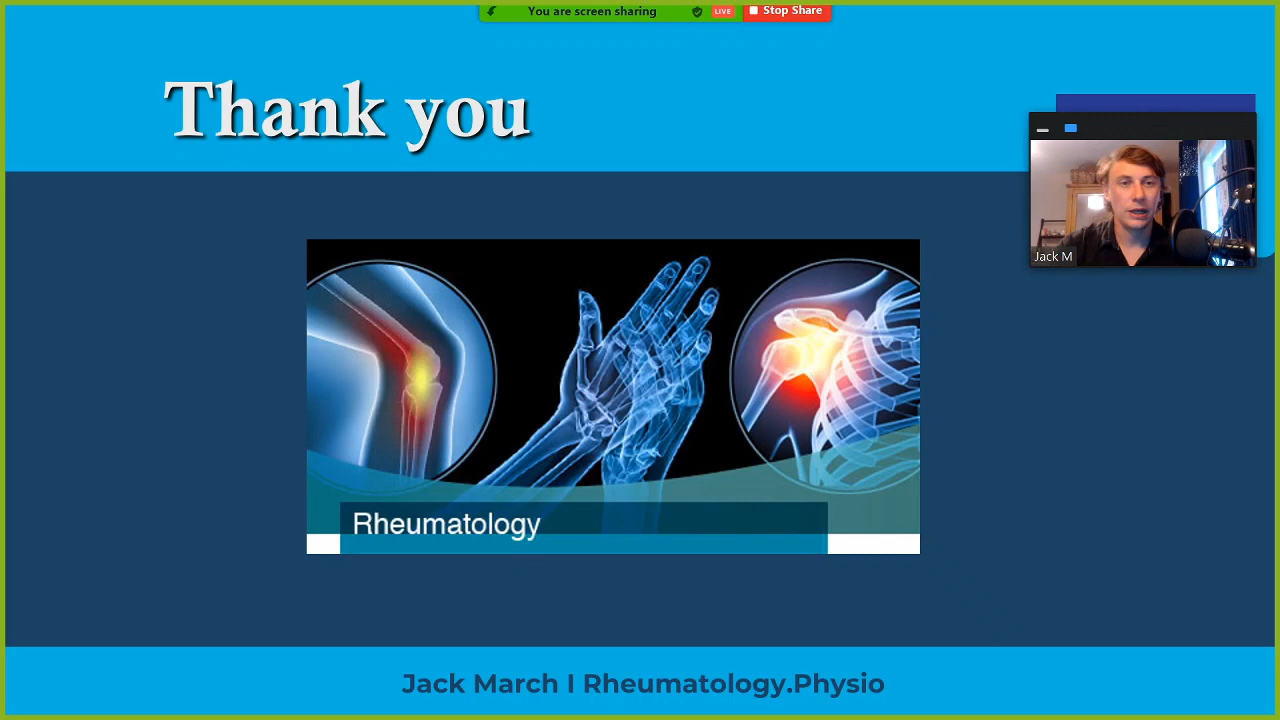 You are screen sharing LIVE Stop Share
Thank you
Jack M
Rheumatology
Jack March I Rheumatology.Physio